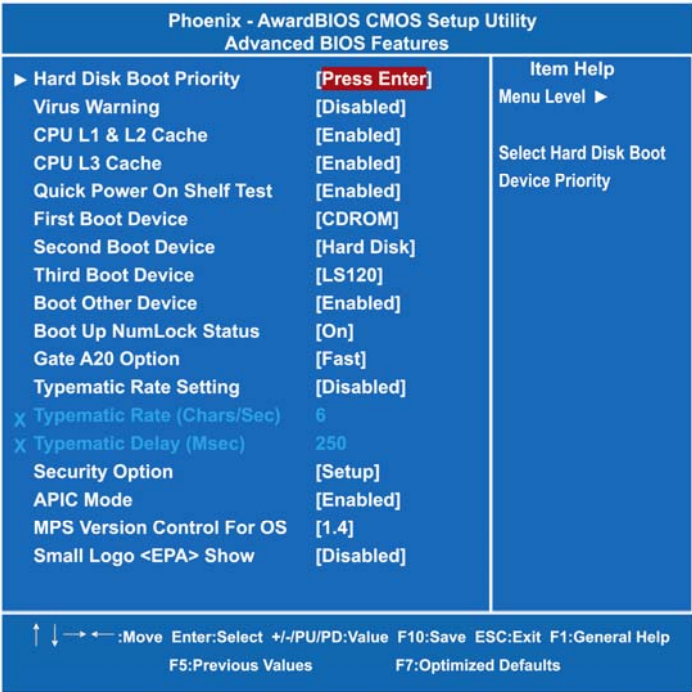 Phoenix - AwardBIOS CMOS Setup Utility
Advanced BIOS Features
► Hard Disk Boot Priority [Press Enter]
Virus Warning [Disabled]
CPU L1 & L2 Cache [Enabled]
CPU L3 Cache [Enabled]
Quick Power On Shelf Test [Enabled]
First Boot Device [CDROM]
Second Boot Device [Hard Disk]
Third Boot Device [LS120]
Boot Other Device [Enabled]
Boot Up NumLock Status [On]
Gate A20 Option [Fast]
Typematic Rate Setting [Disabled]
X Typematic Rate (Chars/Sec) 6
X Typematic Delay (Msec) 250
Security Option [Setup]
APIC Mode [Enabled]
MPS Version Control For OS [1.4]
Small Logo <EPA> Show [Disabled]
Item Help
Menu Level ►
Select Hard Disk Boot
Device Priority
↑ ↓ → ← :Move Enter:Select +/-/PU/PD:Value F10:Save ESC:Exit F1:General Help
F5:Previous Values F7:Optimized Defaults